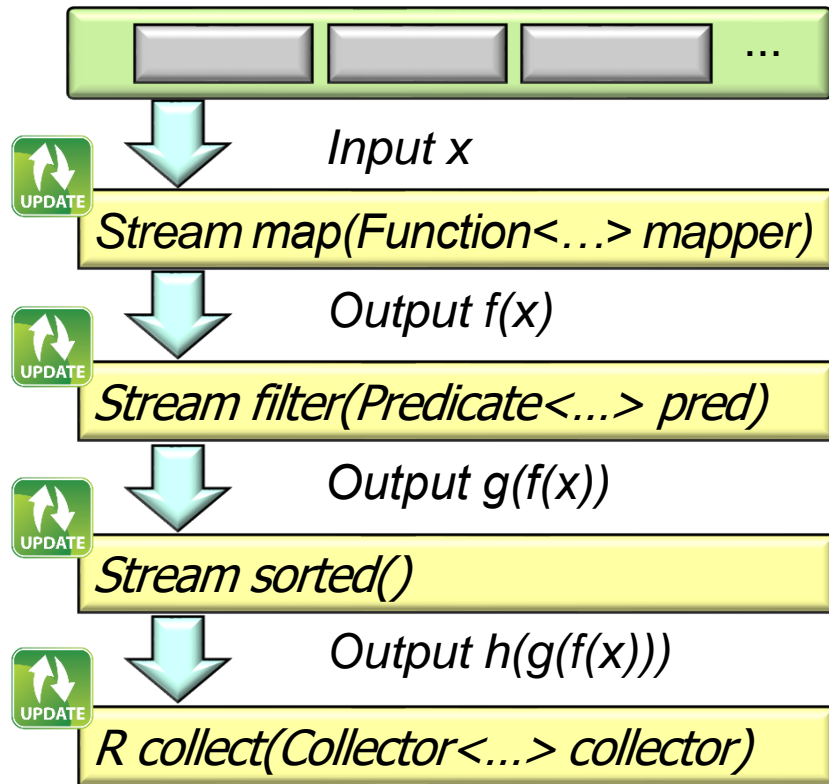 ...
Input x
UPDATE
Stream map(Function<...> mapper)
Output f(x)
UPDATE
Stream filter(Predicate<...> pred)
Output g(f(x))
UPDATE
Stream sorted()
Output h(g(f(x)))
UPDATE
R collect(Collector<...> collector)